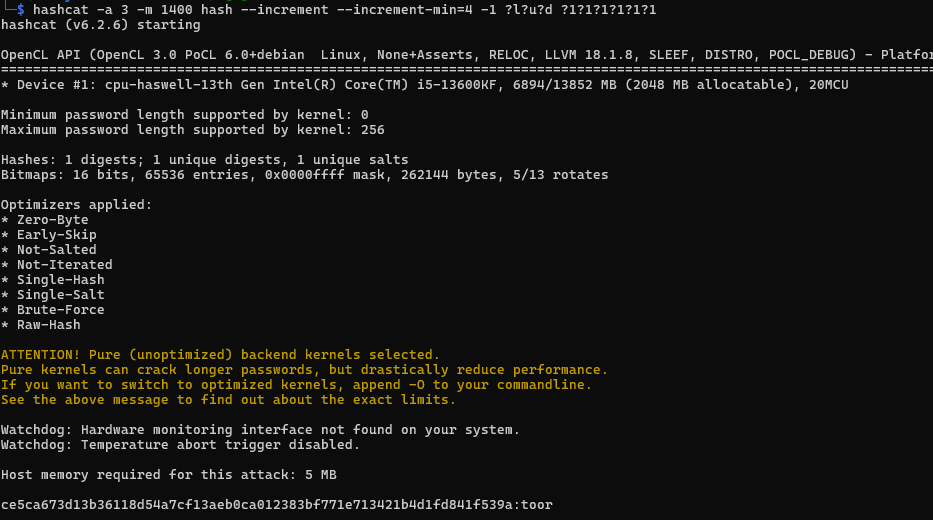 └─$ hashcat -a 3 -m 1400 hash --increment --increment-min=4 -1 ?l?u?d ?1?1?1?1?1?1
hashcat (v6.2.6) starting
OpenCL API (OpenCL 3.0 PoCL 6.0+debian Linux, None+Asserts, RELOC, LLVM 18.1.8, SLEEF, DISTRO, POCL_DEBUG) - Platfor
====================================================================================================================
* Device #1: cpu-haswell-13th Gen Intel(R) Core(TM) i5-13600KF, 6894/13852 MB (2048 MB allocatable), 20MCU
Minimum password length supported by kernel: 0
Maximum password length supported by kernel: 256
Hashes: 1 digests; 1 unique digests, 1 unique salts
Bitmaps: 16 bits, 65536 entries, 0x0000ffff mask, 262144 bytes, 5/13 rotates
Optimizers applied:
* Zero-Byte
* Early-Skip
* Not-Salted
* Not-Iterated
* Single-Hash
* Single-Salt
* Brute-Force
* Raw-Hash
ATTENTION! Pure (unoptimized) backend kernels selected.
Pure kernels can crack longer passwords, but drastically reduce performance.
If you want to switch to optimized kernels, append -O to your commandline.
See the above message to find out about the exact limits.
Watchdog: Hardware monitoring interface not found on your system.
Watchdog: Temperature abort trigger disabled.
Host memory required for this attack: 5 MB
ce5ca673d13b36118d54a7cf13aeb0ca012383bf771e713421b4d1fd841f539a:toor